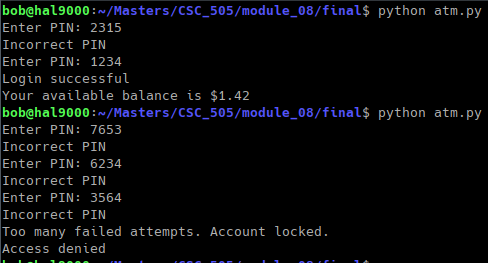 bob@hal9000:~/Masters/CSC_505/module_08/final$ python atm.py
Enter PIN: 2315
Incorrect PIN
Enter PIN: 1234
Login successful
Your available balance is $1.42
bob@hal9000:~/Masters/CSC_505/module_08/final$ python atm.py
Enter PIN: 7653
Incorrect PIN
Enter PIN: 6234
Incorrect PIN
Enter PIN: 3564
Incorrect PIN
Too many failed attempts. Account locked.
Access denied